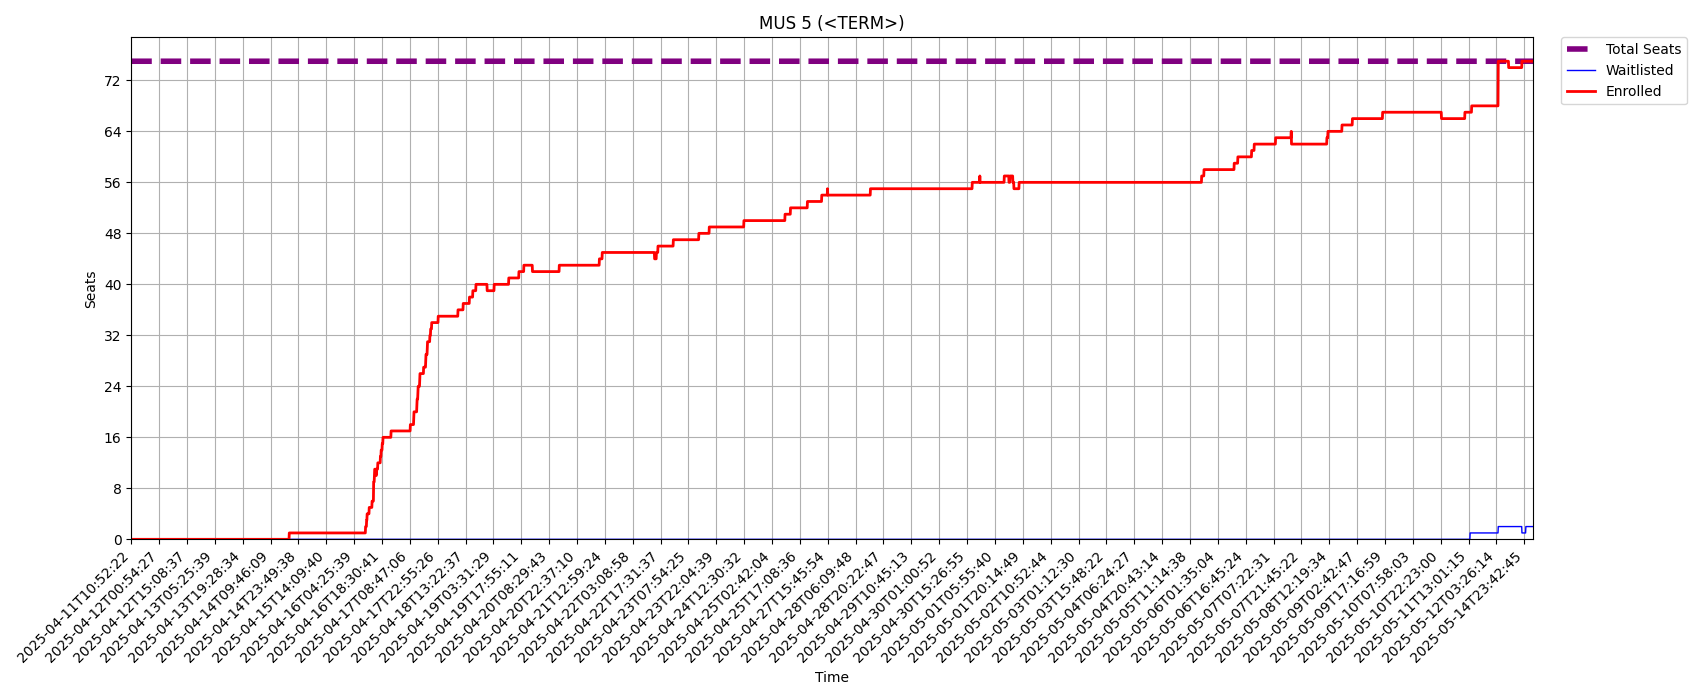 MUS 5 (<TERM>)
Total Seats
Waitlisted
Enrolled
72
64
56
48
40
32
24
16
8
0
Seats
2025-04-11T10:52:22
2025-04-12T00:54:27
2025-04-12T15:08:37
2025-04-13T05:25:39
2025-04-13T19:28:34
2025-04-14T09:46:09
2025-04-14T23:49:38
2025-04-15T14:09:40
2025-04-16T04:25:39
2025-04-16T18:30:41
2025-04-17T08:47:06
2025-04-17T22:55:26
2025-04-18T13:22:37
2025-04-19T03:31:29
2025-04-19T17:55:11
2025-04-20T08:29:43
2025-04-20T22:37:10
2025-04-21T12:59:24
2025-04-22T03:08:58
2025-04-22T17:31:37
2025-04-23T07:54:25
2025-04-23T22:04:39
2025-04-24T12:30:32
2025-04-25T02:42:04
2025-04-25T17:08:36
2025-04-27T15:45:54
2025-04-28T06:09:48
2025-04-28T20:22:47
2025-04-29T10:45:13
2025-04-30T01:00:52
2025-04-30T15:26:55
2025-05-01T05:55:40
2025-05-01T20:14:49
2025-05-02T10:52:44
2025-05-03T01:12:30
2025-05-03T15:48:22
2025-05-04T06:24:27
2025-05-04T20:43:14
2025-05-05T11:14:38
2025-05-06T01:35:04
2025-05-06T16:45:24
2025-05-07T07:22:31
2025-05-07T21:45:22
2025-05-08T12:19:34
2025-05-09T02:42:47
2025-05-09T17:16:59
2025-05-10T07:58:03
2025-05-10T22:23:00
2025-05-11T13:01:15
2025-05-12T03:26:14
2025-05-14T23:42:45
Time